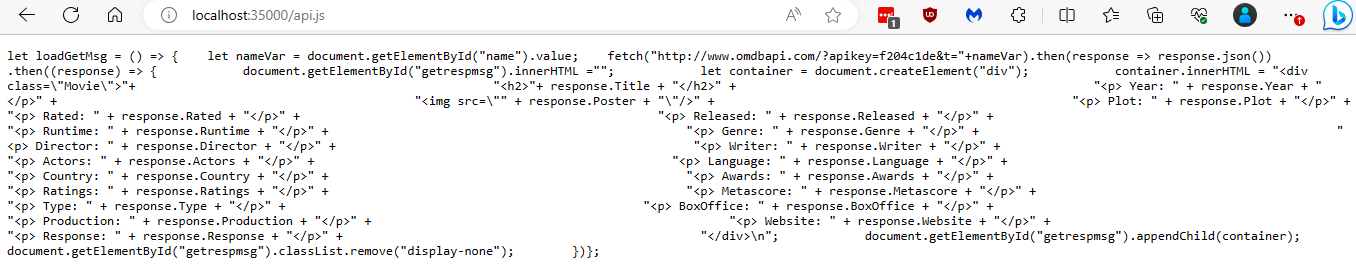 localhost:35000/api.js
1
let loadGetMsg = () => {    let nameVar = document.getElementById("name").value;    fetch("http://www.omdbapi.com/?apikey=f204c1de&t="+nameVar).then(response => response.json())
.then((response) => {            document.getElementById("getrespmsg").innerHTML ="";            let container = document.createElement("div");            container.innerHTML = "<div
class=\"Movie\">"+                "<h2>"+ response.Title + "</h2>" +                "<p> Year: " + response.Year + "
</p>" +                "<img src=\"" + response.Poster + "\"/>" +                "<p> Plot: " + response.Plot + "</p>" +
"<p> Rated: " + response.Rated + "</p>" +                "<p> Released: " + response.Released + "</p>" +
"<p> Runtime: " + response.Runtime + "</p>" +                "<p> Genre: " + response.Genre + "</p>" +                "
<p> Director: " + response.Director + "</p>" +                "<p> Writer: " + response.Writer + "</p>" +
"<p> Actors: " + response.Actors + "</p>" +                "<p> Language: " + response.Language + "</p>" +
"<p> Country: " + response.Country + "</p>" +                "<p> Awards: " + response.Awards + "</p>" +
"<p> Ratings: " + response.Ratings + "</p>" +                "<p> Metascore: " + response.Metascore + "</p>" +
"<p> Type: " + response.Type + "</p>" +                "<p> BoxOffice: " + response.BoxOffice + "</p>" +
"<p> Production: " + response.Production + "</p>" +                "<p> Website: " + response.Website + "</p>" +
"<p> Response: " + response.Response + "</p>" +                "</div>\n";            document.getElementById("getrespmsg").appendChild(container);
document.getElementById("getrespmsg").classList.remove("display-none");        })};